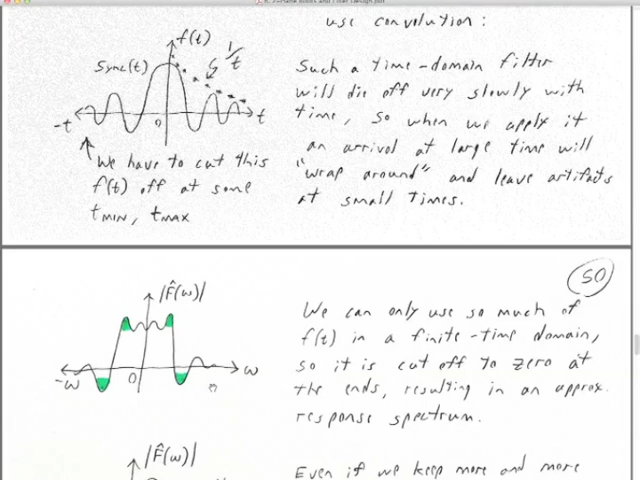 use convolution:
f(t)
1/t
Sync(t)
-t
0
t
We have to cut this
f(t) off at some
tMIN, tMAX
Such a time-domain filter
will die off very slowly with
time, so when we apply it
an arrival at large time will
"wrap around" and leave artifacts
at small times.
50
|F̂(ω)|
-ω
0
ω
We can only use so much of
f(t) in a finite-time domain,
so it is cut off to zero at
the ends, resulting in an approx.
response spectrum.
|F̂(ω)|
Even if we keep more and more